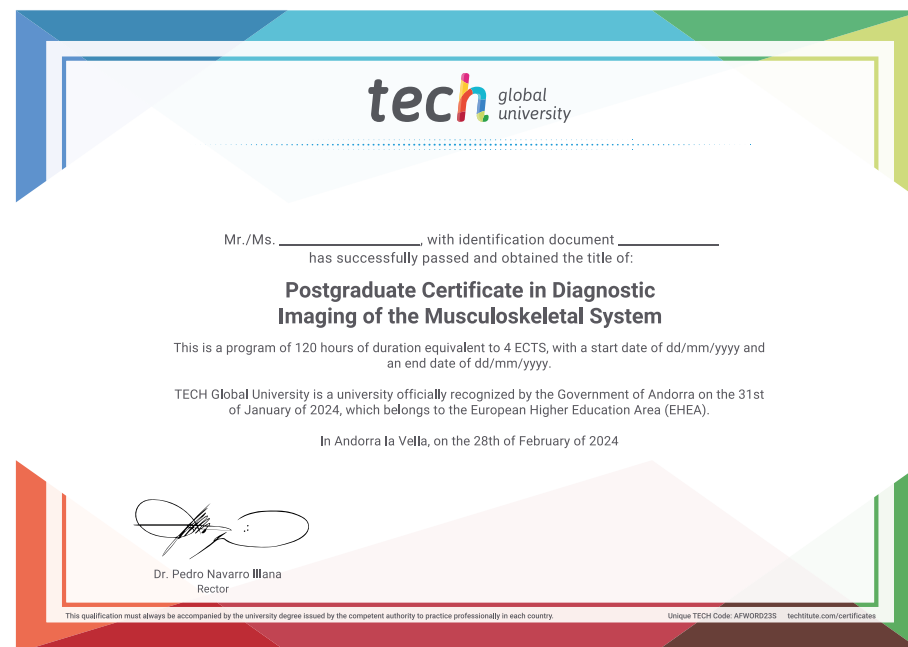 tech global
university
Mr./Ms. ____________________, with identification document ______________
has successfully passed and obtained the title of:
Postgraduate Certificate in Diagnostic
Imaging of the Musculoskeletal System
This is a program of 120 hours of duration equivalent to 4 ECTS, with a start date of dd/mm/yyyy and
an end date of dd/mm/yyyy.
TECH Global University is a university officially recognized by the Government of Andorra on the 31st
of January of 2024, which belongs to the European Higher Education Area (EHEA).
In Andorra la Vella, on the 28th of February of 2024
Dr. Pedro Navarro Illana
Rector
This qualification must always be accompanied by the university degree issued by the competent authority to practice professionally in each country. Unique TECH Code: AFWORD23S techtitute.com/certificates